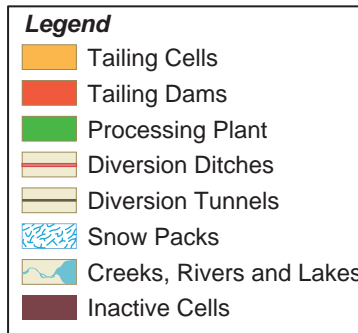 Legend
Tailing Cells
Tailing Dams
Processing Plant
Diversion Ditches
Diversion Tunnels
Snow Packs
Creeks, Rivers and Lakes
Inactive Cells